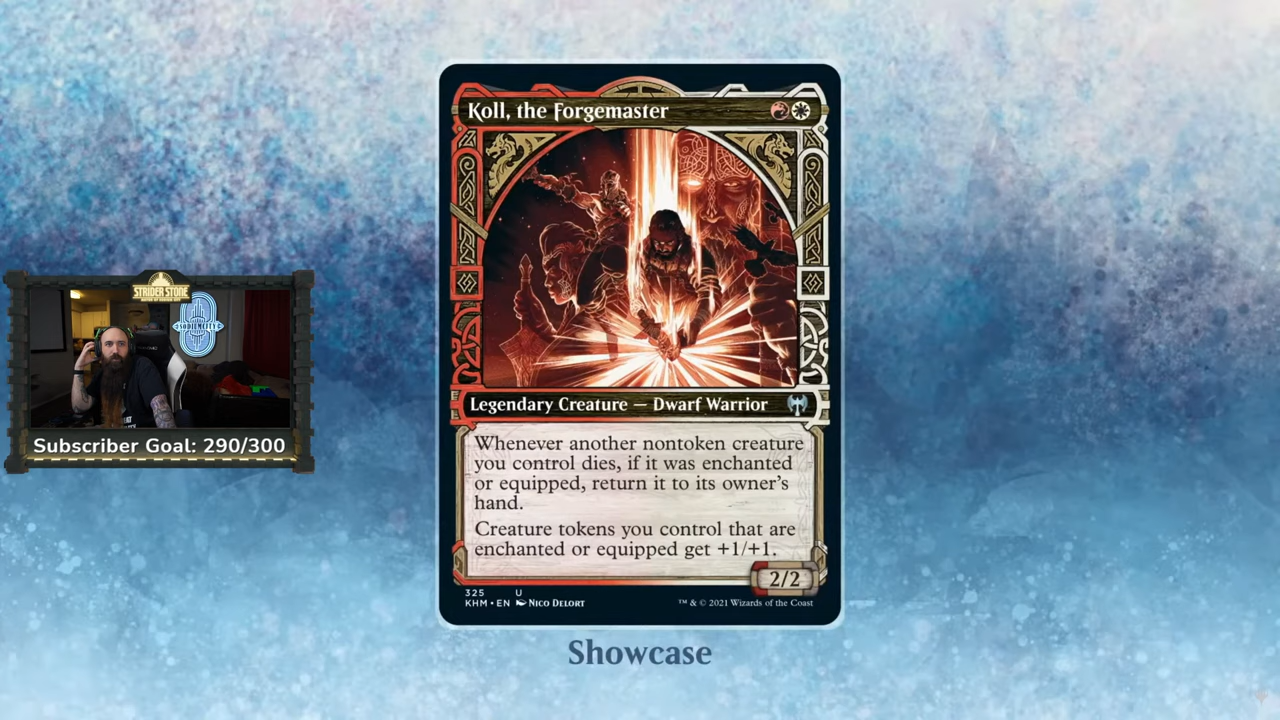 Koll, the Forgemaster
STRIDER STONE
Subscriber Goal: 290/300
Legendary Creature — Dwarf Warrior
Whenever another nontoken creature
you control dies, if it was enchanted
or equipped, return it to its owner's
hand.
Creature tokens you control that are
enchanted or equipped get +1/+1.
2/2
325 U
KHM • EN Nico Delort
™ & © 2021 Wizards of the Coast
Showcase